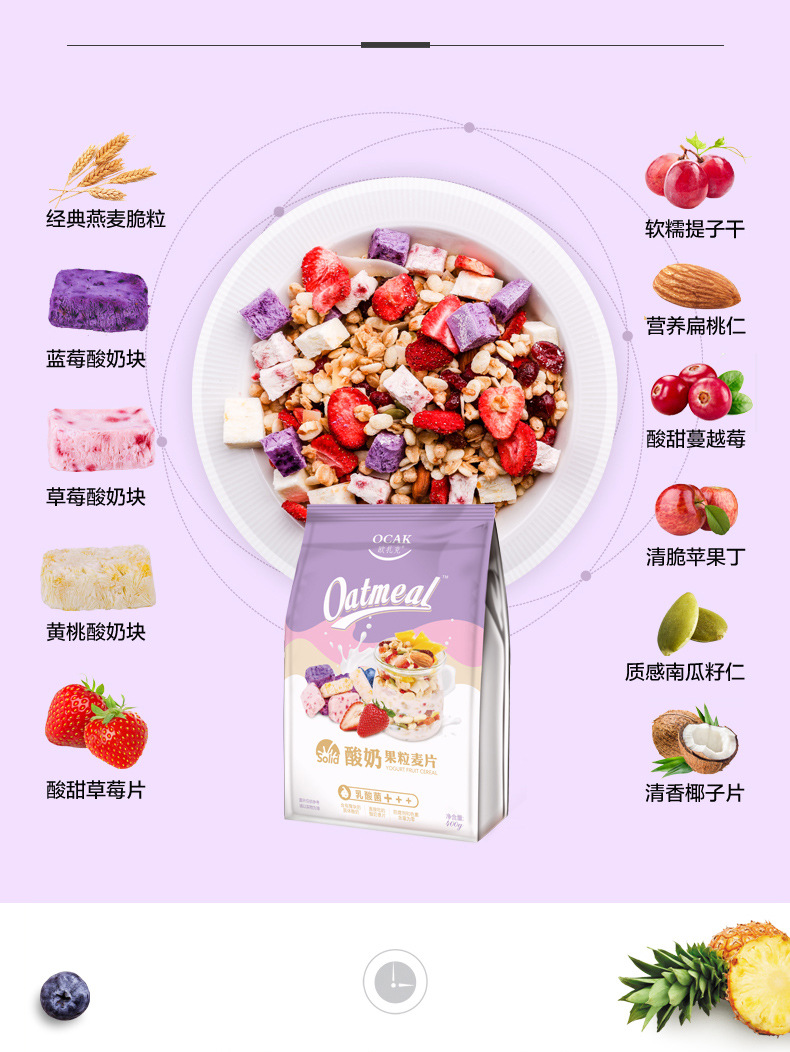 经典燕麦脆粒
蓝莓酸奶块
草莓酸奶块
黄桃酸奶块
酸甜草莓片
软糯提子干
营养扁桃仁
酸甜蔓越莓
清脆苹果丁
质感南瓜籽仁
清香椰子片
OCAK
欧扎克
Oatmeal™
Solid
酸奶果粒麦片
YOGURT FRUIT CEREAL
乳酸菌+++
净含量:
400g